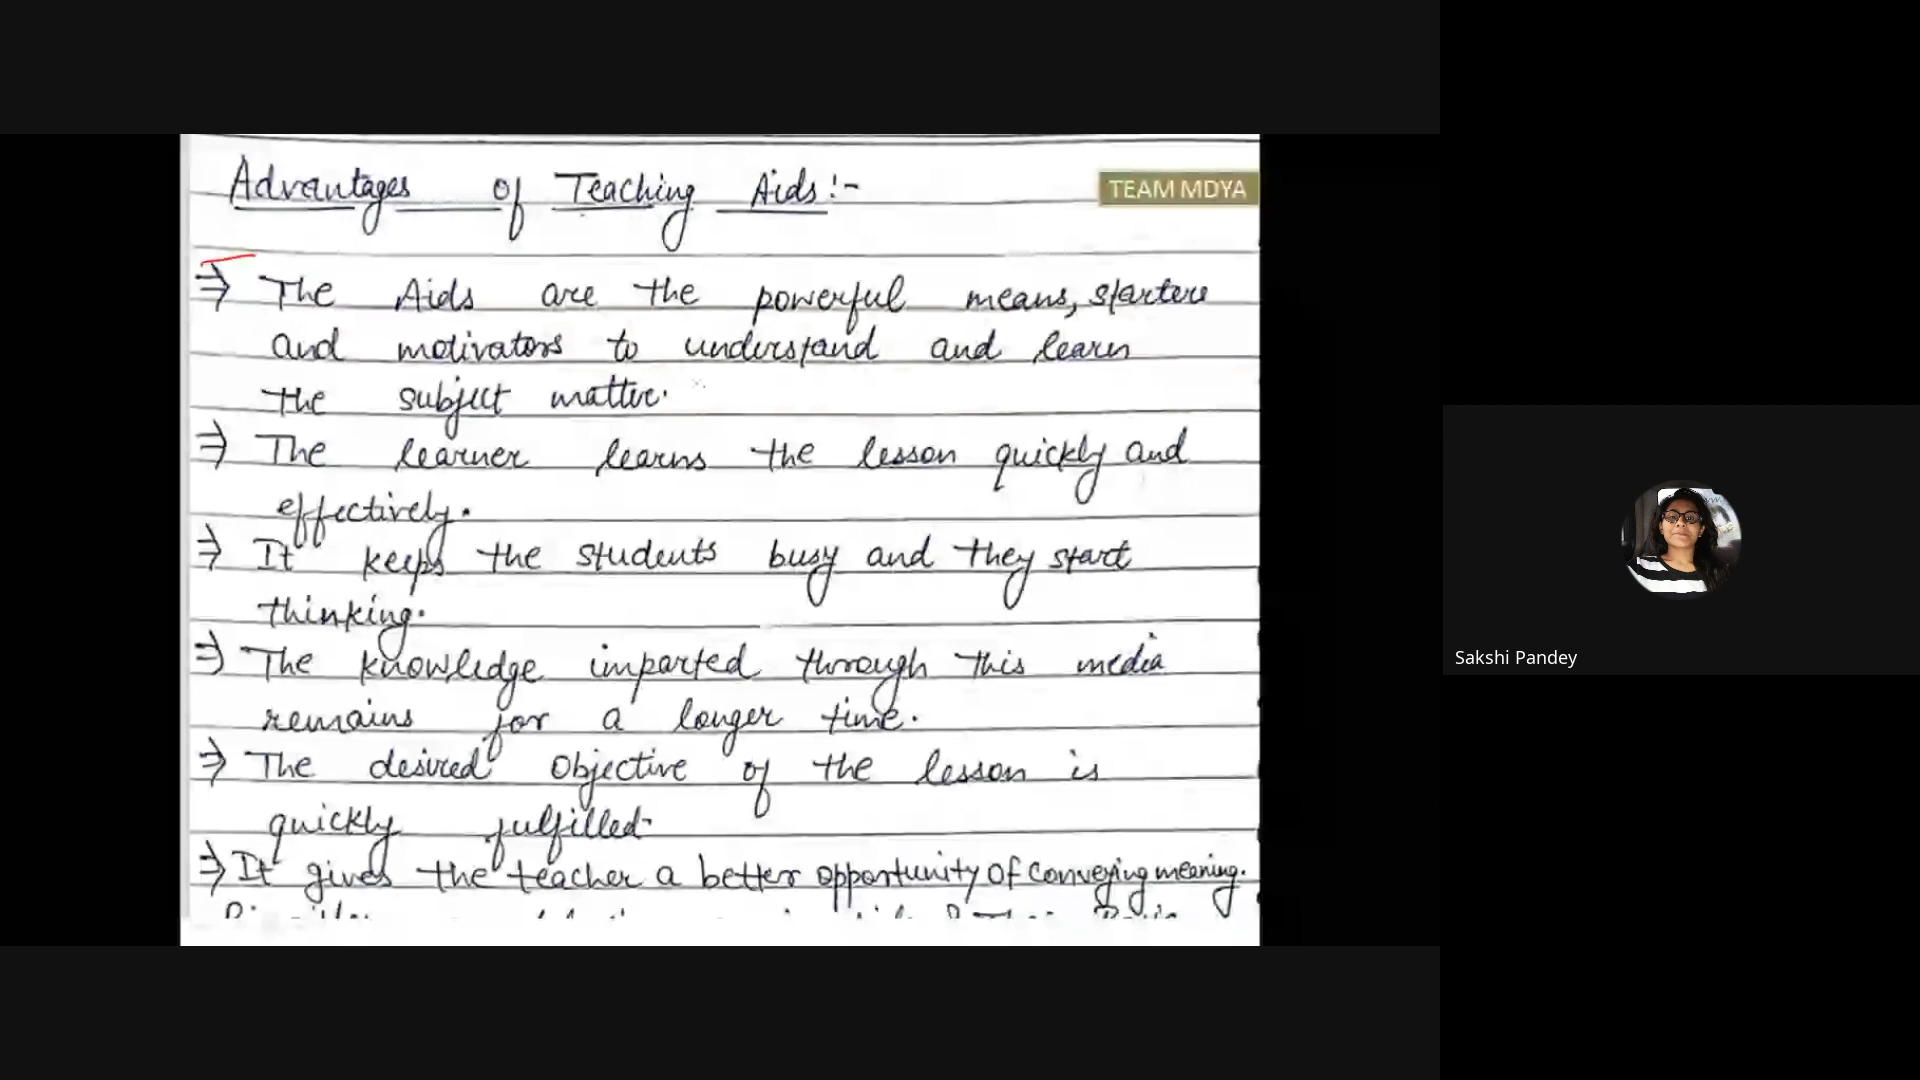 Advantages of Teaching Aids:-
TEAM MDYA
⇒ The Aids are the powerful means, starters
and motivators to understand and learn
the subject matter.
⇒ The learner learns the lesson quickly and
effectively.
⇒ It keeps the students busy and they start
thinking.
⇒ The knowledge imparted through this media
remains for a longer time.
⇒ The desired objective of the lesson is
quickly fulfilled.
⇒ It gives the teacher a better opportunity of conveying meaning.
Sakshi Pandey